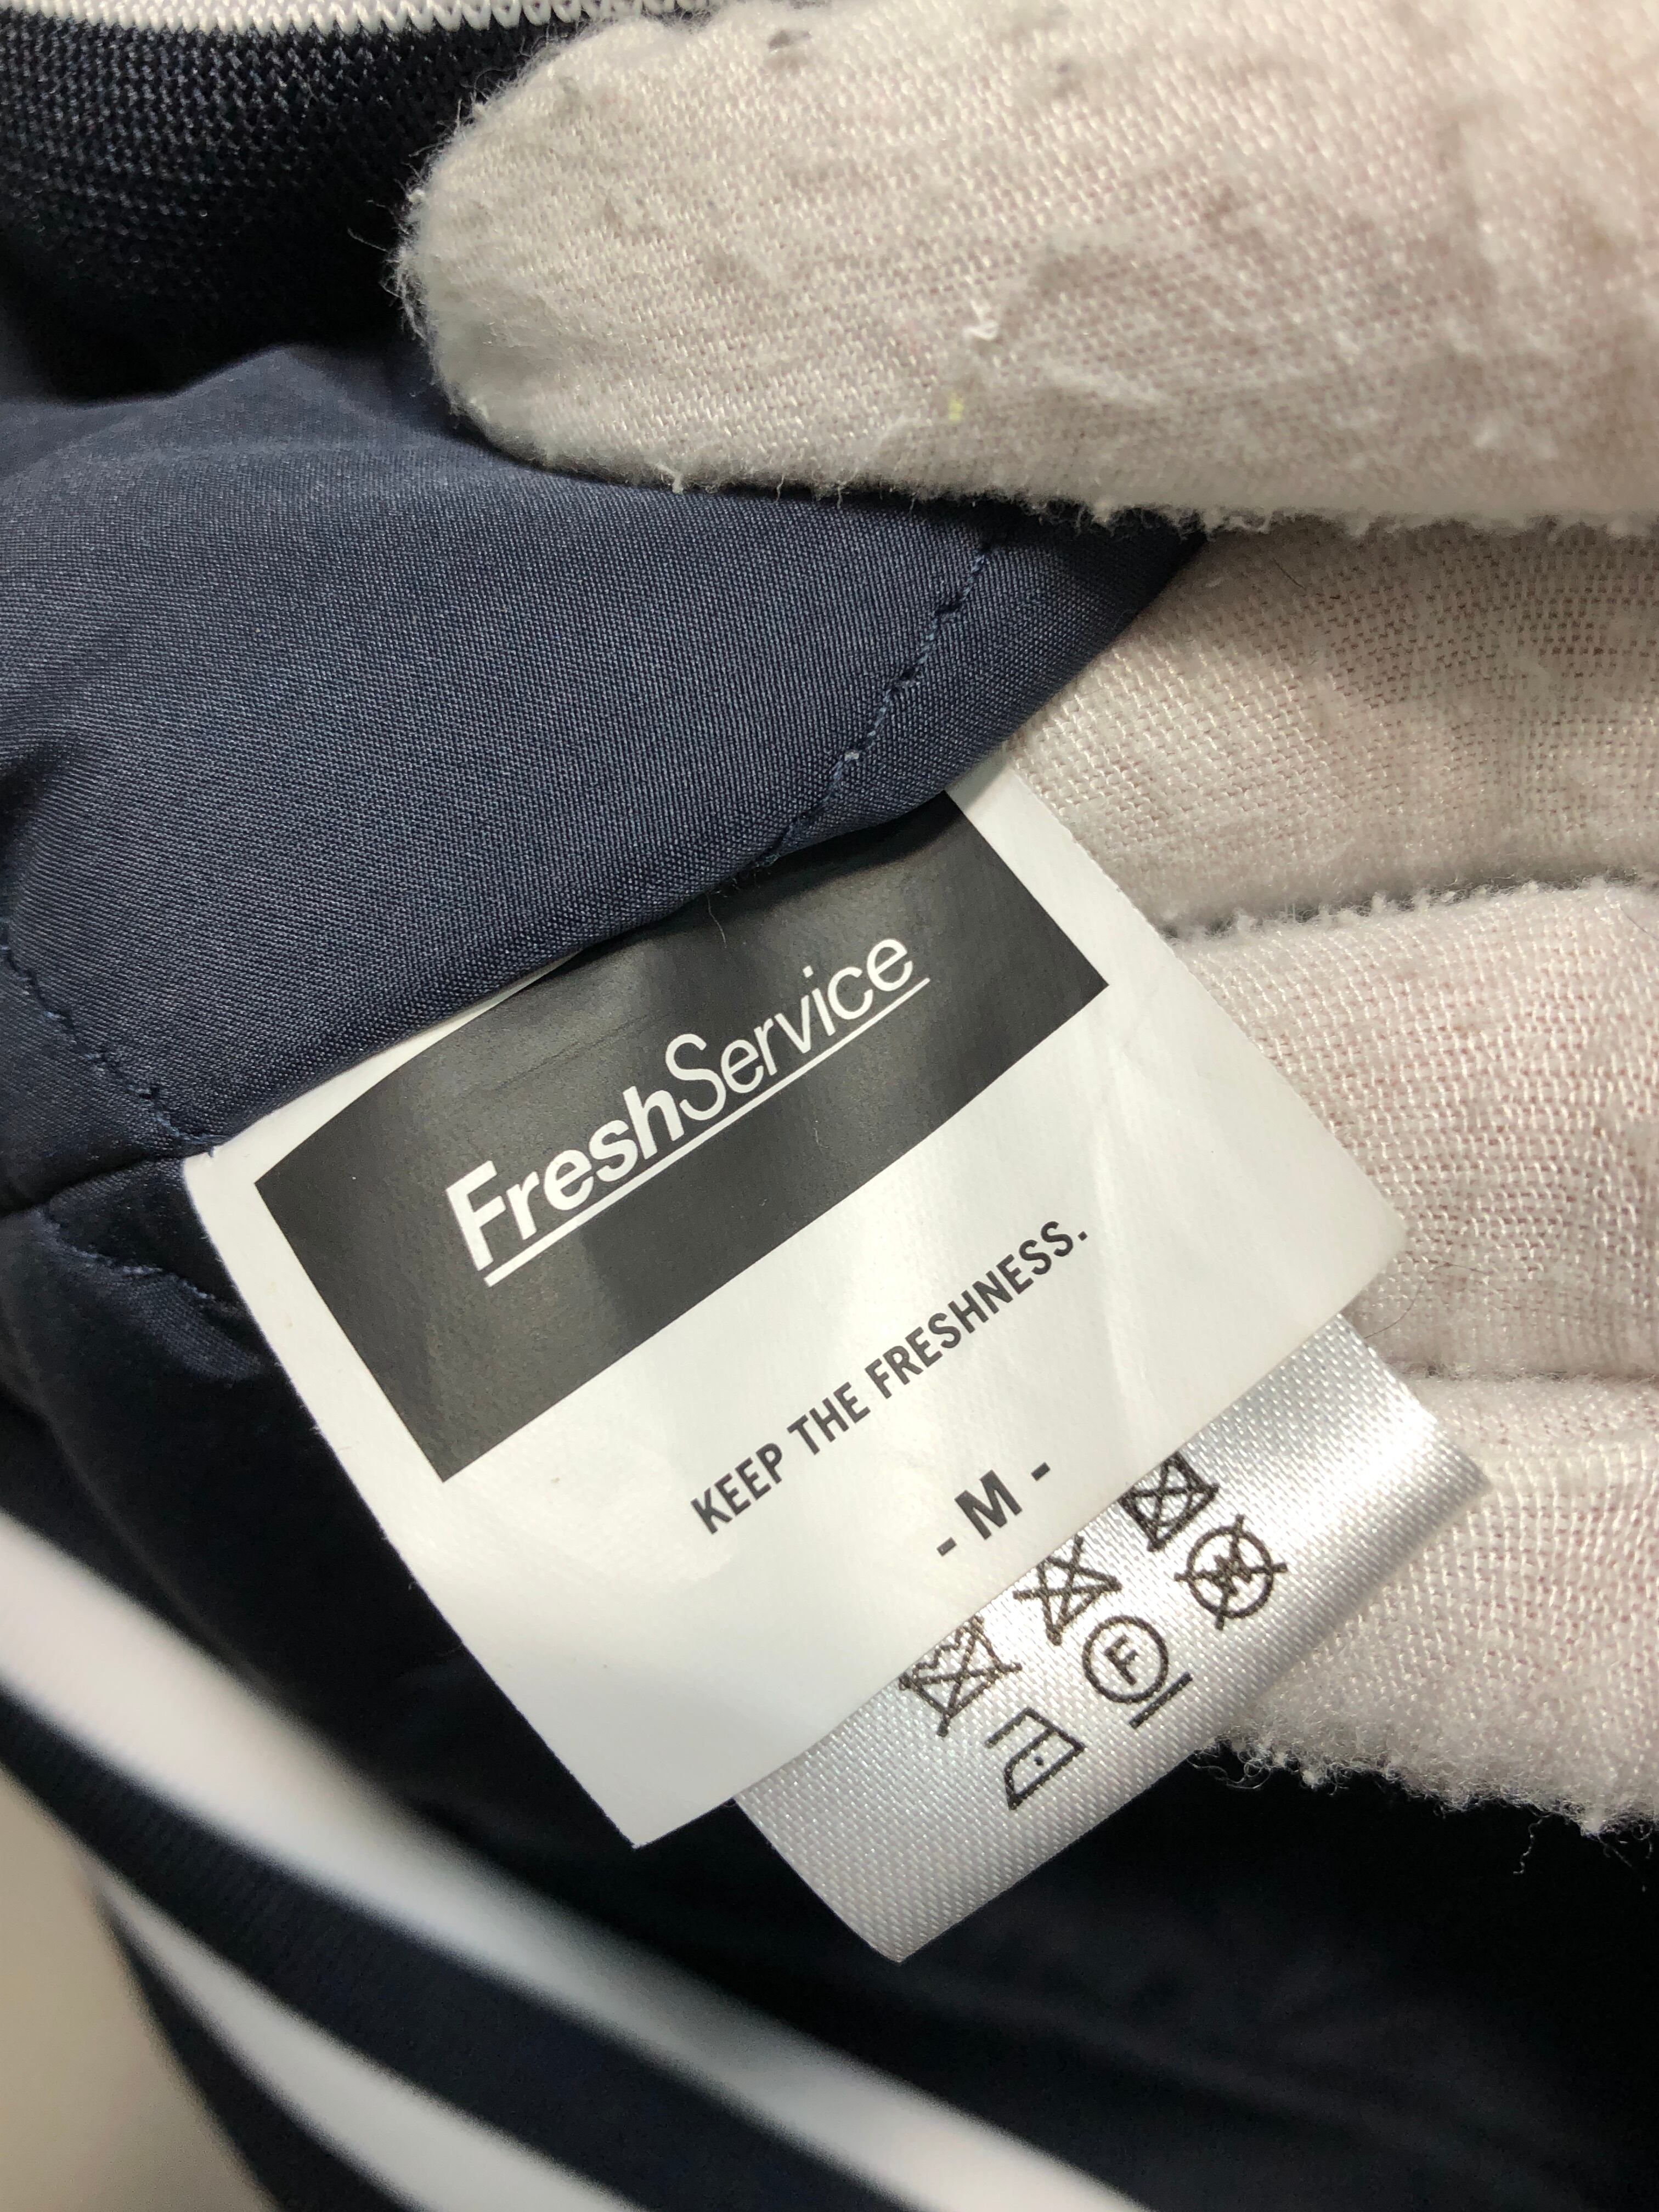 FreshService
KEEP THE FRESHNESS.
- M -
F
W